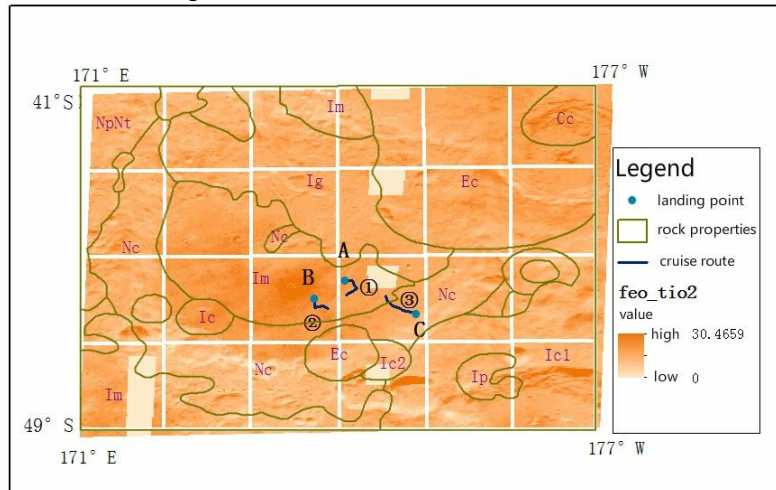 171° E
177° W
41°S
NpNt
Im
Cc
Ig
Ec
Nc
Nc
A
Im
B
①
③
Nc
②
C
Ic
Ec
Ic2
Ic1
Nc
Ip
Im
49° S
171° E
177° W
Legend
landing point
rock properties
cruise route
feo_tio2
value
high 30.4659
low 0